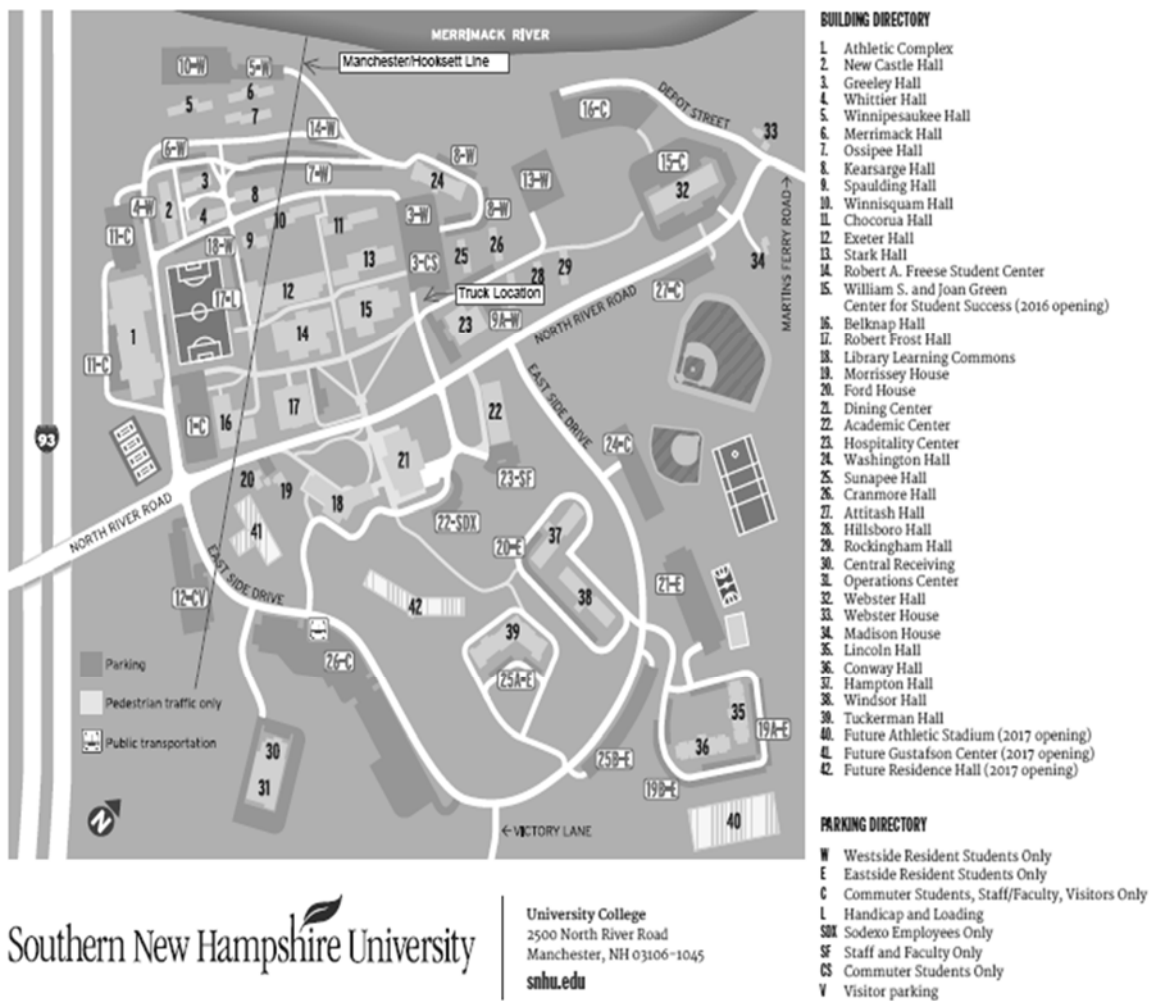 MERRIMACK RIVER
Manchester/Hooksett Line
10-W
5-W
6
5
7
14-W
6-W
7-W
8-W
24
13-W
16-C
DEPOT STREET
33
15-C
32
MARTINS FERRY ROAD→
34
3
8
4-W
2
4
10
11
3-W
8-W
11-C
18-W
9
13
3-CS
25
26
28
29
27-C
17-L
12
15
Truck Location
1
14
23
9A-W
NORTH RIVER ROAD
11-C
EAST SIDE DRIVE
1-C
16
17
22
93
21
24-C
23-SF
20
19
18
22-SDX
NORTH RIVER ROAD
41
37
20-E
EAST SIDE DRIVE
12-CV
42
38
21-E
39
26-C
25A-E
Parking
Pedestrian traffic only
Public transportation
30
31
35
36
19A-E
25B-E
19B-E
40
←VICTORY LANE
N
BUILDING DIRECTORY
1. Athletic Complex
2. New Castle Hall
3. Greeley Hall
4. Whittier Hall
5. Winnipesaukee Hall
6. Merrimack Hall
7. Ossipee Hall
8. Kearsarge Hall
9. Spaulding Hall
10. Winnisquam Hall
11. Chocorua Hall
12. Exeter Hall
13. Stark Hall
14. Robert A. Freese Student Center
15. William S. and Joan Green
Center for Student Success (2016 opening)
16. Belknap Hall
17. Robert Frost Hall
18. Library Learning Commons
19. Morrissey House
20. Ford House
21. Dining Center
22. Academic Center
23. Hospitality Center
24. Washington Hall
25. Sunapee Hall
26. Cranmore Hall
27. Attitash Hall
28. Hillsboro Hall
29. Rockingham Hall
30. Central Receiving
31. Operations Center
32. Webster Hall
33. Webster House
34. Madison House
35. Lincoln Hall
36. Conway Hall
37. Hampton Hall
38. Windsor Hall
39. Tuckerman Hall
40. Future Athletic Stadium (2017 opening)
41. Future Gustafson Center (2017 opening)
42. Future Residence Hall (2017 opening)
PARKING DIRECTORY
W Westside Resident Students Only
E Eastside Resident Students Only
C Commuter Students, Staff/Faculty, Visitors Only
L Handicap and Loading
SDX Sodexo Employees Only
SF Staff and Faculty Only
CS Commuter Students Only
V Visitor parking
Southern New Hampshire University
University College
2500 North River Road
Manchester, NH 03106-1045
snhu.edu